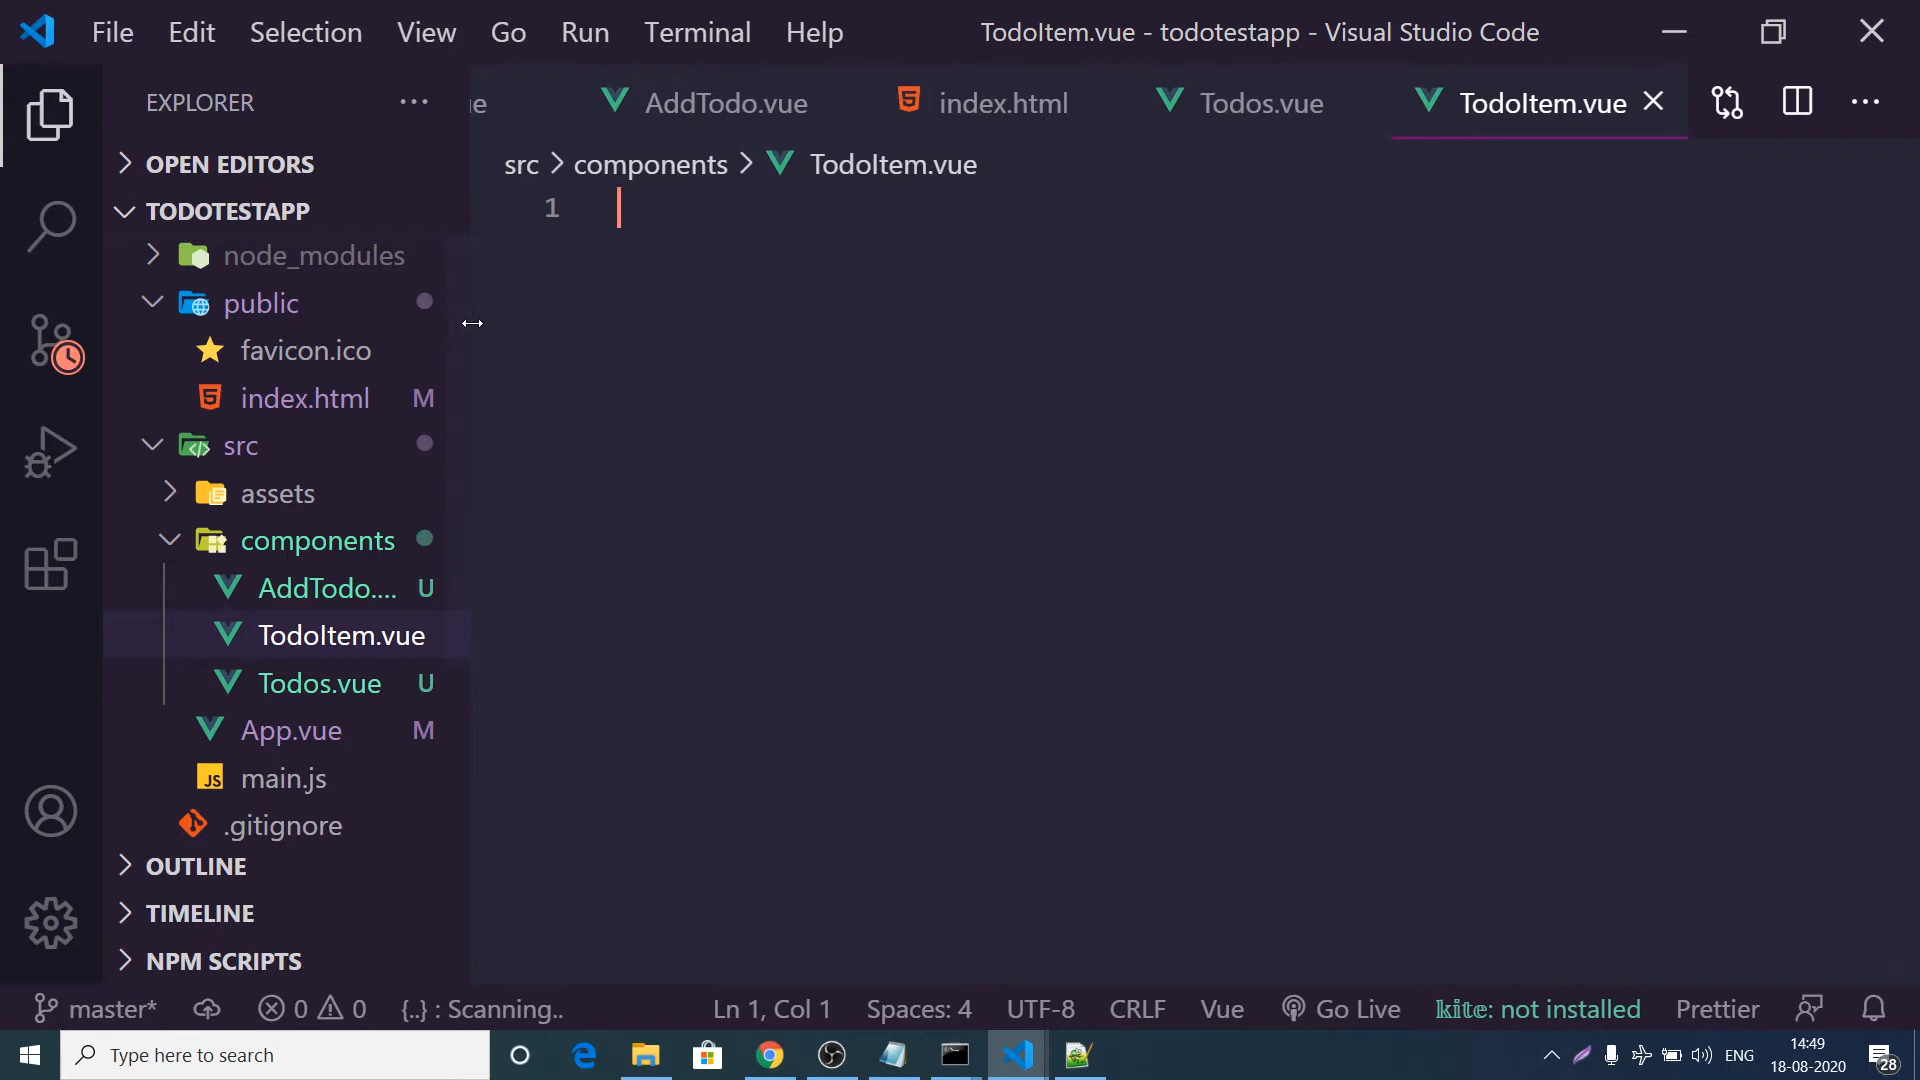 File Edit Selection View Go Run Terminal Help TodoItem.vue - todotestapp - Visual Studio Code
EXPLORER
ue AddTodo.vue index.html Todos.vue TodoItem.vue
OPEN EDITORS
src > components > TodoItem.vue
TODOTESTAPP
1
node_modules
public
favicon.ico
index.html M
src
assets
components
AddTodo.... U
TodoItem.vue
Todos.vue U
App.vue M
JS main.js
.gitignore
OUTLINE
TIMELINE
NPM SCRIPTS
master* 0 0 {..} : Scanning.. Ln 1, Col 1 Spaces: 4 UTF-8 CRLF Vue Go Live kite: not installed Prettier
Type here to search
ENG
14:49
18-08-2020
28